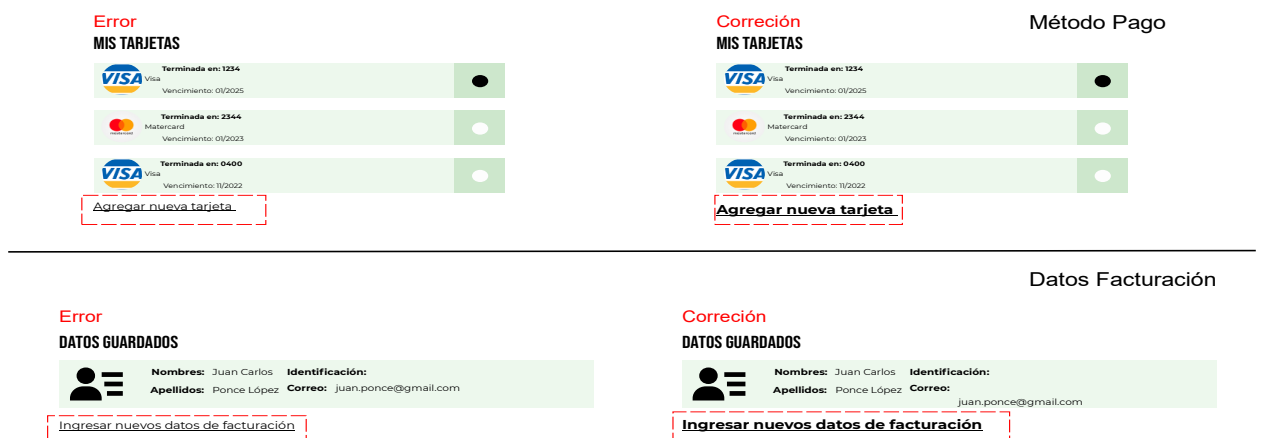 Error
MIS TARJETAS
VISA
Terminada en: 1234
Visa
Vencimiento: 01/2025
Terminada en: 2344
Matercard
Vencimiento: 01/2023
VISA
Terminada en: 0400
Visa
Vencimiento: 11/2022
Agregar nueva tarjeta
Correción
Método Pago
MIS TARJETAS
VISA
Terminada en: 1234
Visa
Vencimiento: 01/2025
Terminada en: 2344
Matercard
Vencimiento: 01/2023
VISA
Terminada en: 0400
Visa
Vencimiento: 11/2022
Agregar nueva tarjeta
Datos Facturación
Error
DATOS GUARDADOS
Nombres: Juan Carlos Identificación:
Apellidos: Ponce López Correo: juan.ponce@gmail.com
Ingresar nuevos datos de facturación
Correción
DATOS GUARDADOS
Nombres: Juan Carlos Identificación:
Apellidos: Ponce López Correo:
juan.ponce@gmail.com
Ingresar nuevos datos de facturación